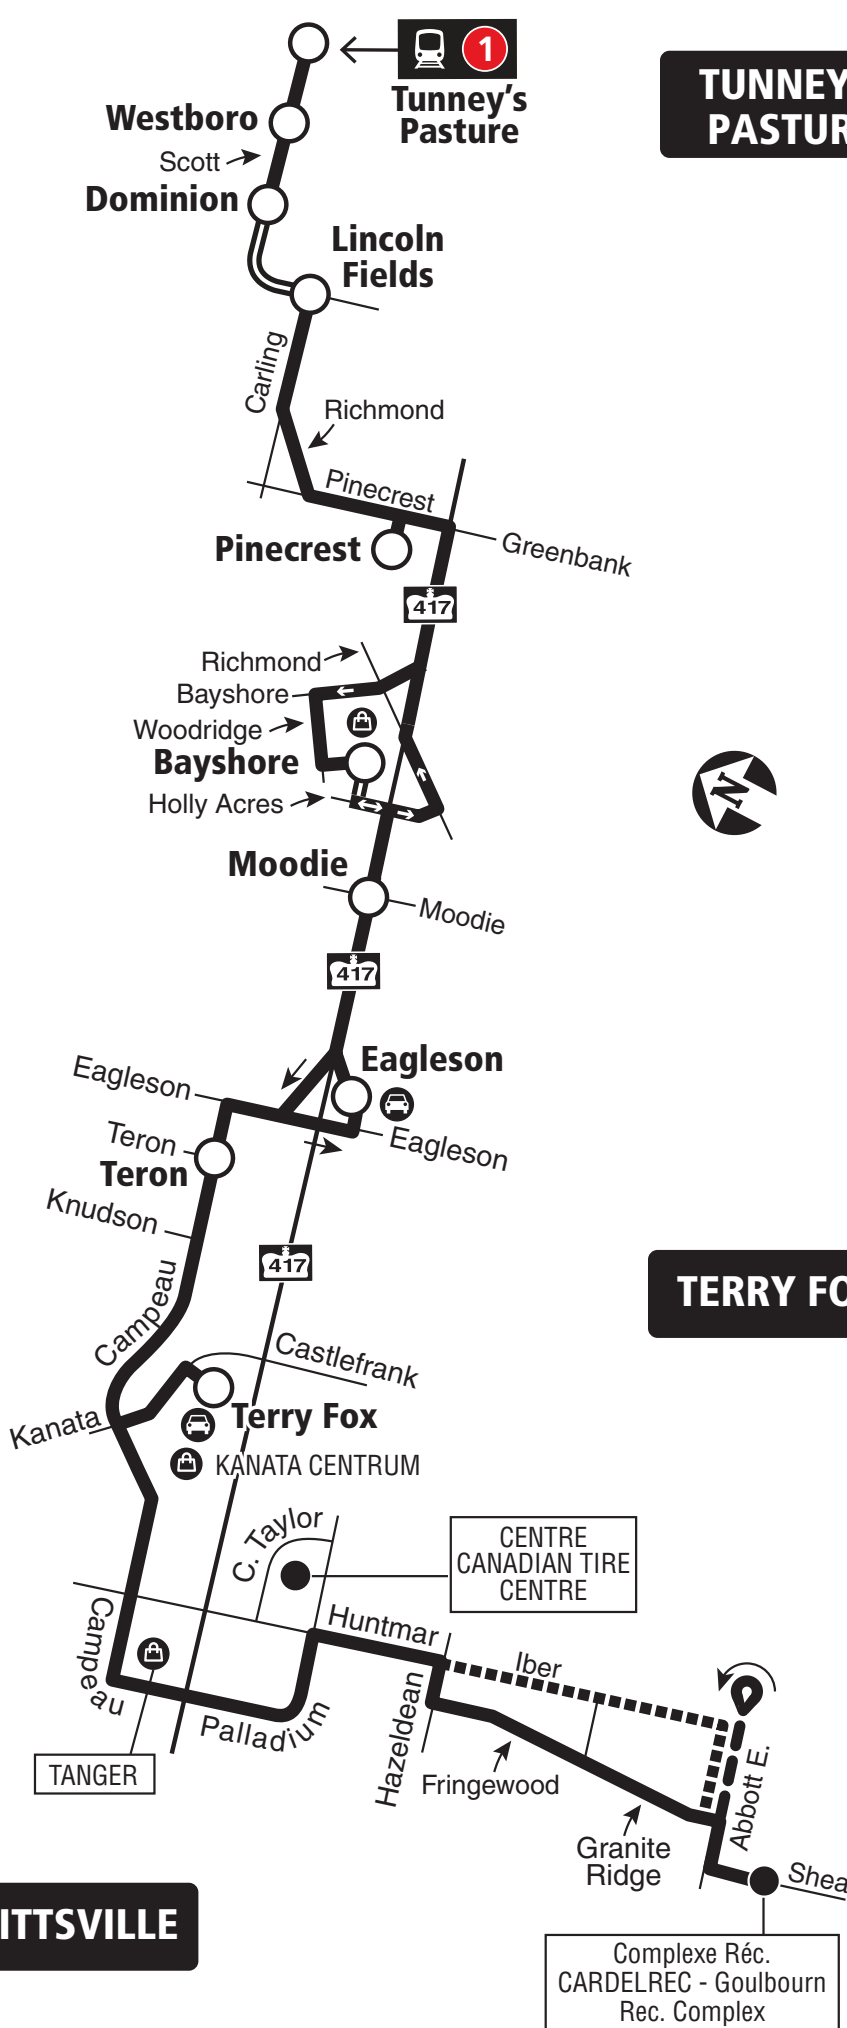 1
Tunney's
Pasture
TUNNEY
PASTUR
Westboro
Scott
Dominion
Lincoln
Fields
Carling
Richmond
Pinecrest
Pinecrest
Greenbank
417
Richmond
Bayshore
Woodridge
Bayshore
Holly Acres
N
Moodie
Moodie
417
Eagleson
Eagleson
Eagleson
Teron
Teron
Knudson
417
TERRY FO
Campeau
Castlefrank
Kanata
Terry Fox
KANATA CENTRUM
C. Taylor
CENTRE
CANADIAN TIRE
CENTRE
Campeau
Huntmar
Iber
Palladium
Hazeldean
TANGER
Fringewood
Abbott E.
Granite
Ridge
Shea
ITTSVILLE
Complexe Réc.
CARDELREC - Goulbourn
Rec. Complex